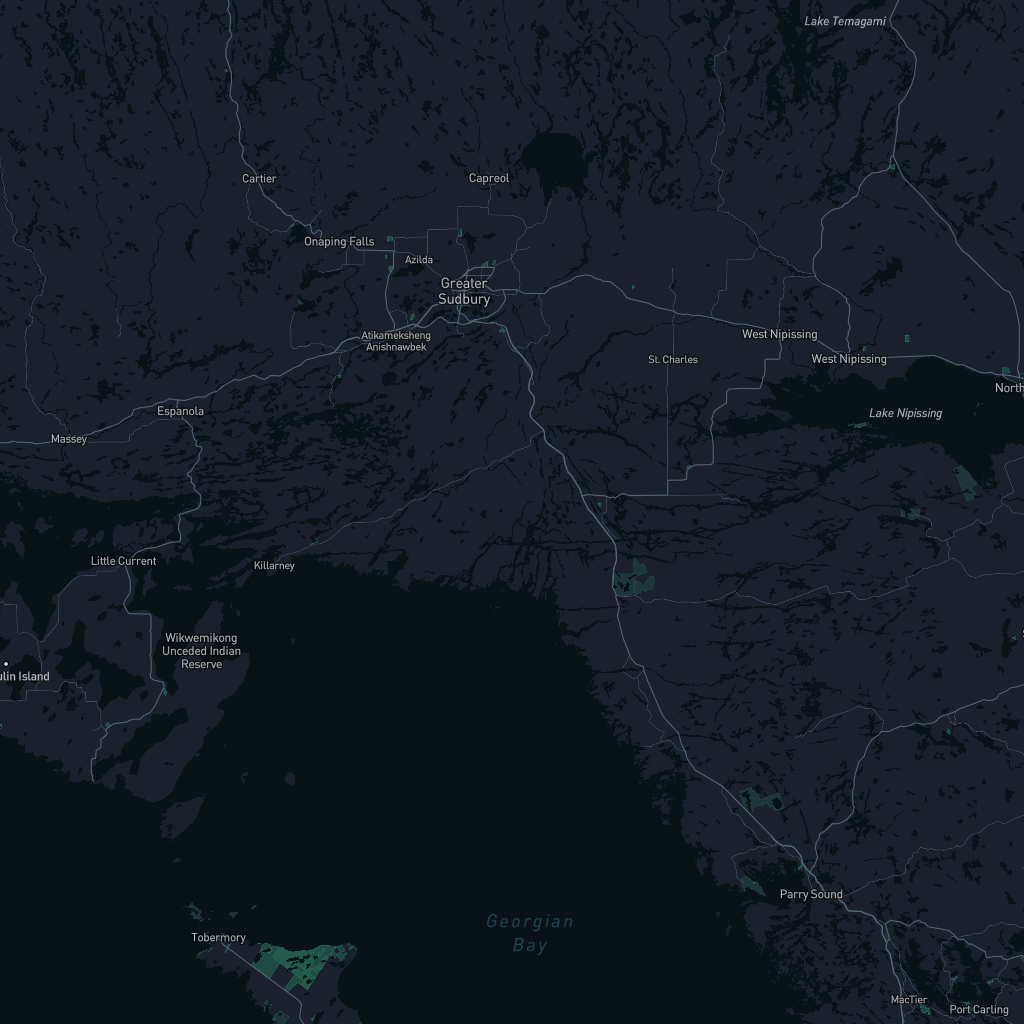 Lake Temagami
Cartier
Capreol
Onaping Falls
Azilda
Greater
Sudbury
Atikameksheng
Anishnawbek
West Nipissing
West Nipissing
St. Charles
North
Lake Nipissing
Espanola
Massey
Little Current
Killarney
Wikwemikong
Unceded Indian
Reserve
ulin Island
Parry Sound
Georgian
Bay
Tobermory
MacTier
Port Carling